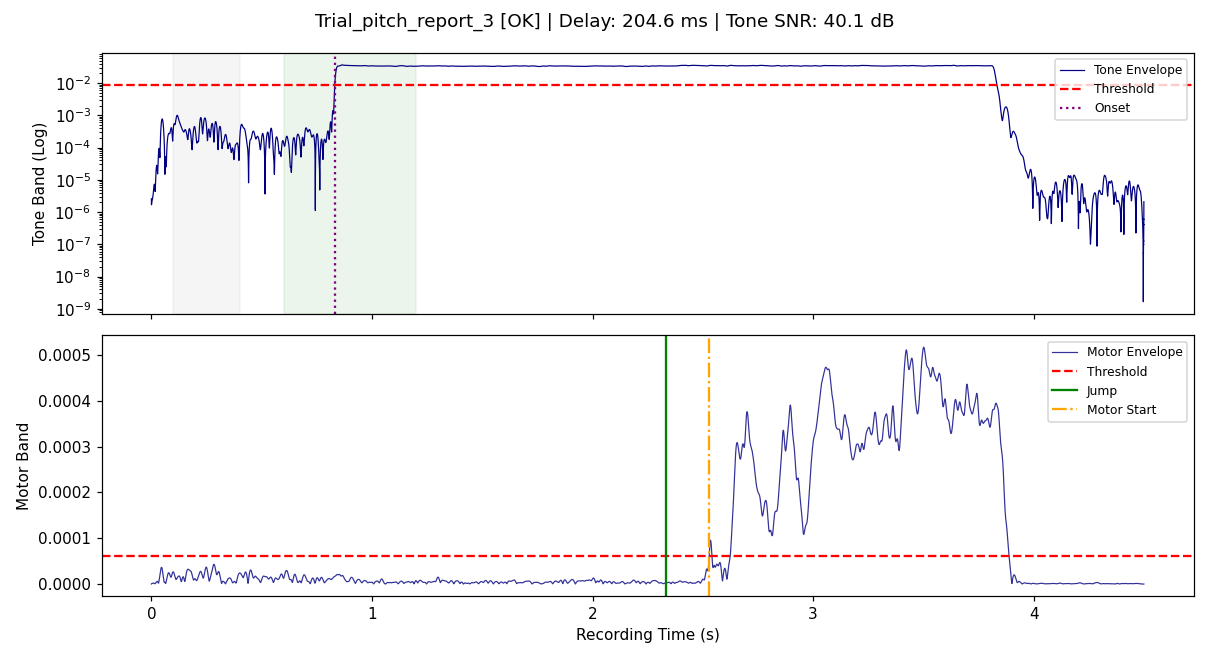 Trial_pitch_report_3 [OK] | Delay: 204.6 ms | Tone SNR: 40.1 dB
Tone Band (Log)
10⁻²
10⁻³
10⁻⁴
10⁻⁵
10⁻⁶
10⁻⁷
10⁻⁸
10⁻⁹
Tone Envelope
Threshold
Onset
Motor Band
0.0005
0.0004
0.0003
0.0002
0.0001
0.0000
Motor Envelope
Threshold
Jump
Motor Start
0 1 2 3 4
Recording Time (s)